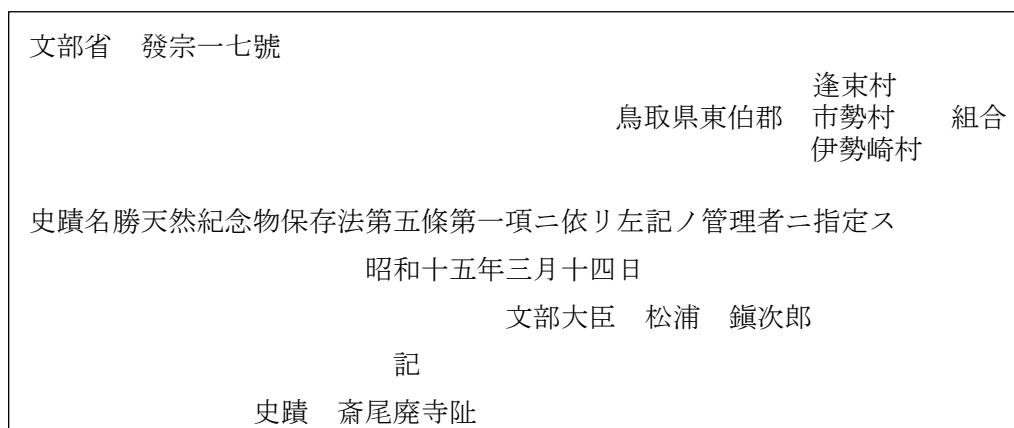 文部省　發宗一七號
逢束村
鳥取県東伯郡　市勢村　組合
伊勢崎村
史蹟名勝天然紀念物保存法第五條第一項ニ依リ左記ノ管理者ニ指定ス
昭和十五年三月十四日
文部大臣　松浦　鎭次郎
記
史蹟　斎尾廃寺阯